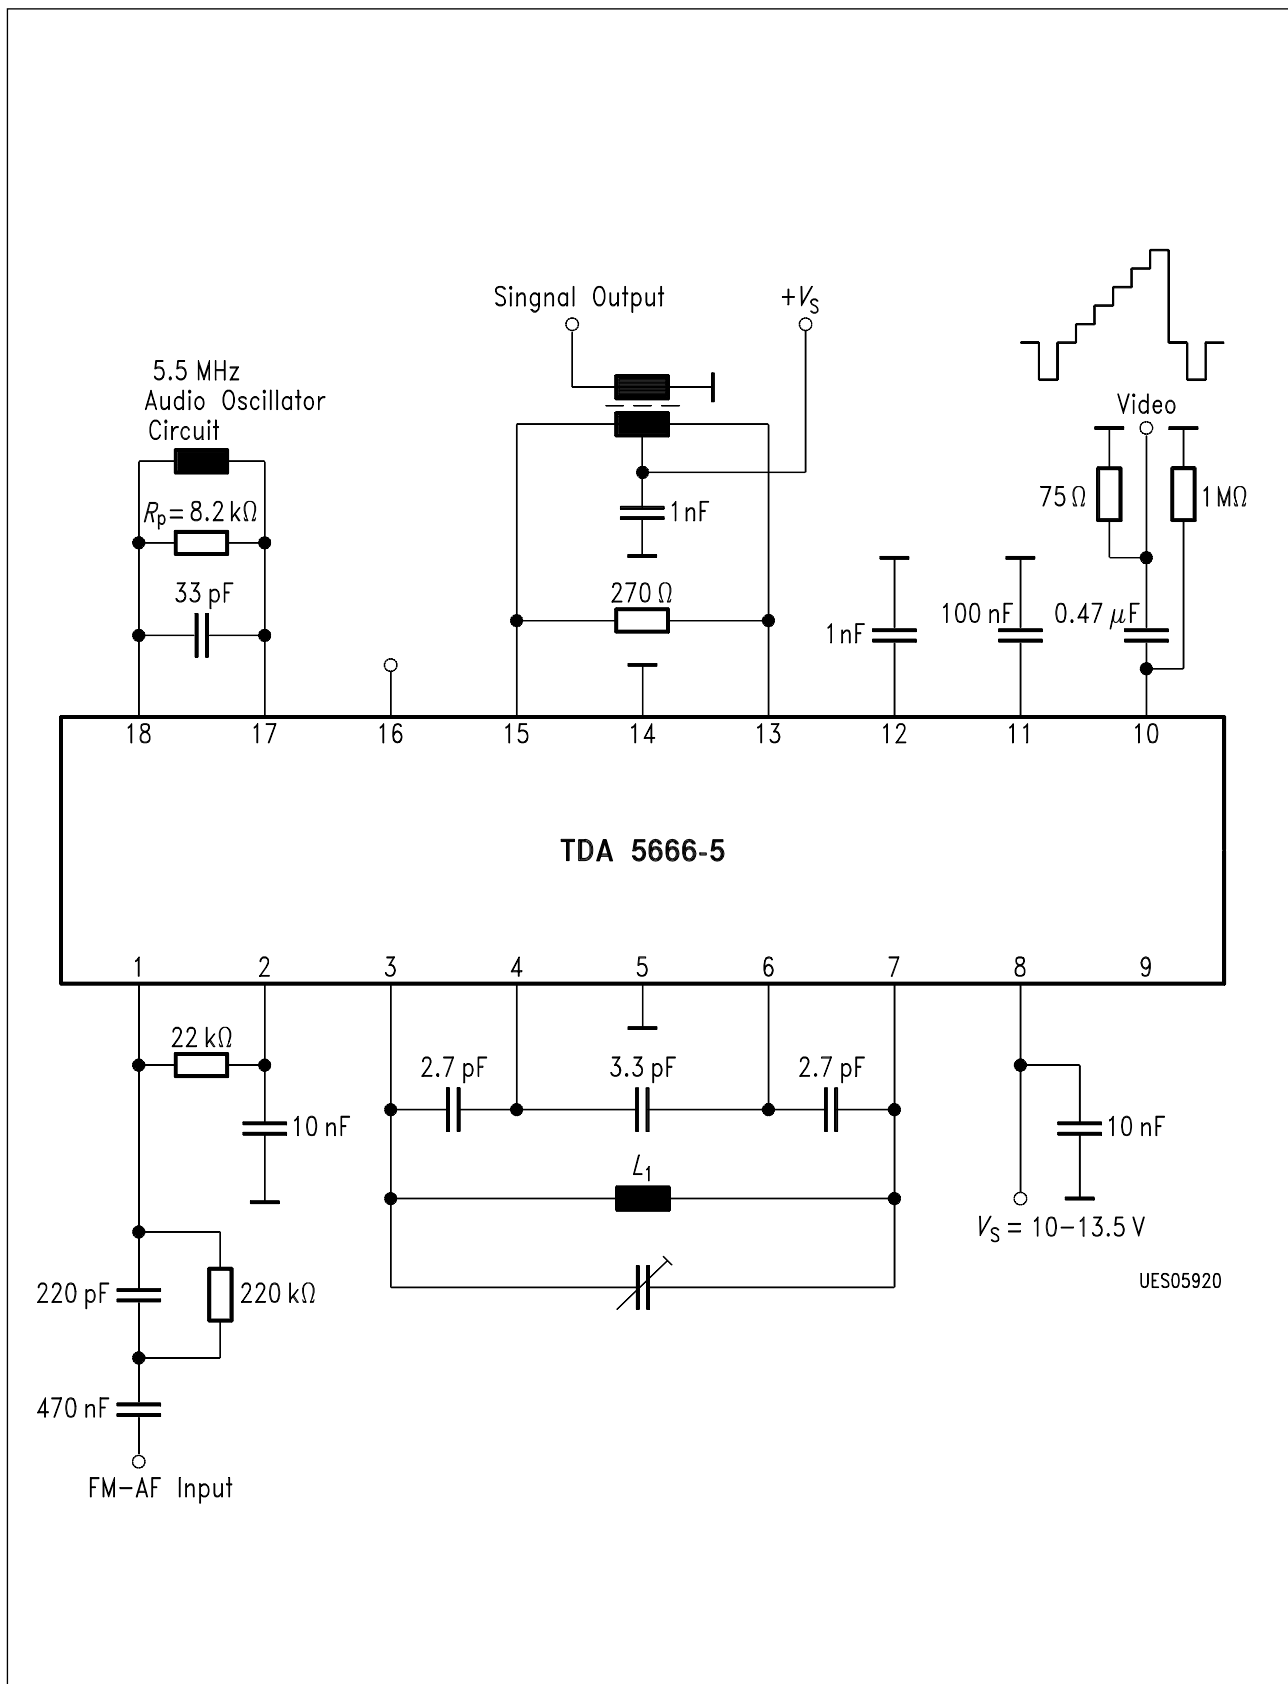 Singnal Output
+VS
5.5 MHz
Audio Oscillator
Circuit
Video
Rp = 8.2 kΩ
1 nF
75 Ω
1 MΩ
33 pF
270 Ω
1 nF
100 nF
0.47 μF
18
17
16
15
14
13
12
11
10
TDA 5666-5
1
2
3
4
5
6
7
8
9
22 kΩ
2.7 pF
3.3 pF
2.7 pF
10 nF
10 nF
L1
VS = 10–13.5 V
220 pF
220 kΩ
UES05920
470 nF
FM–AF Input